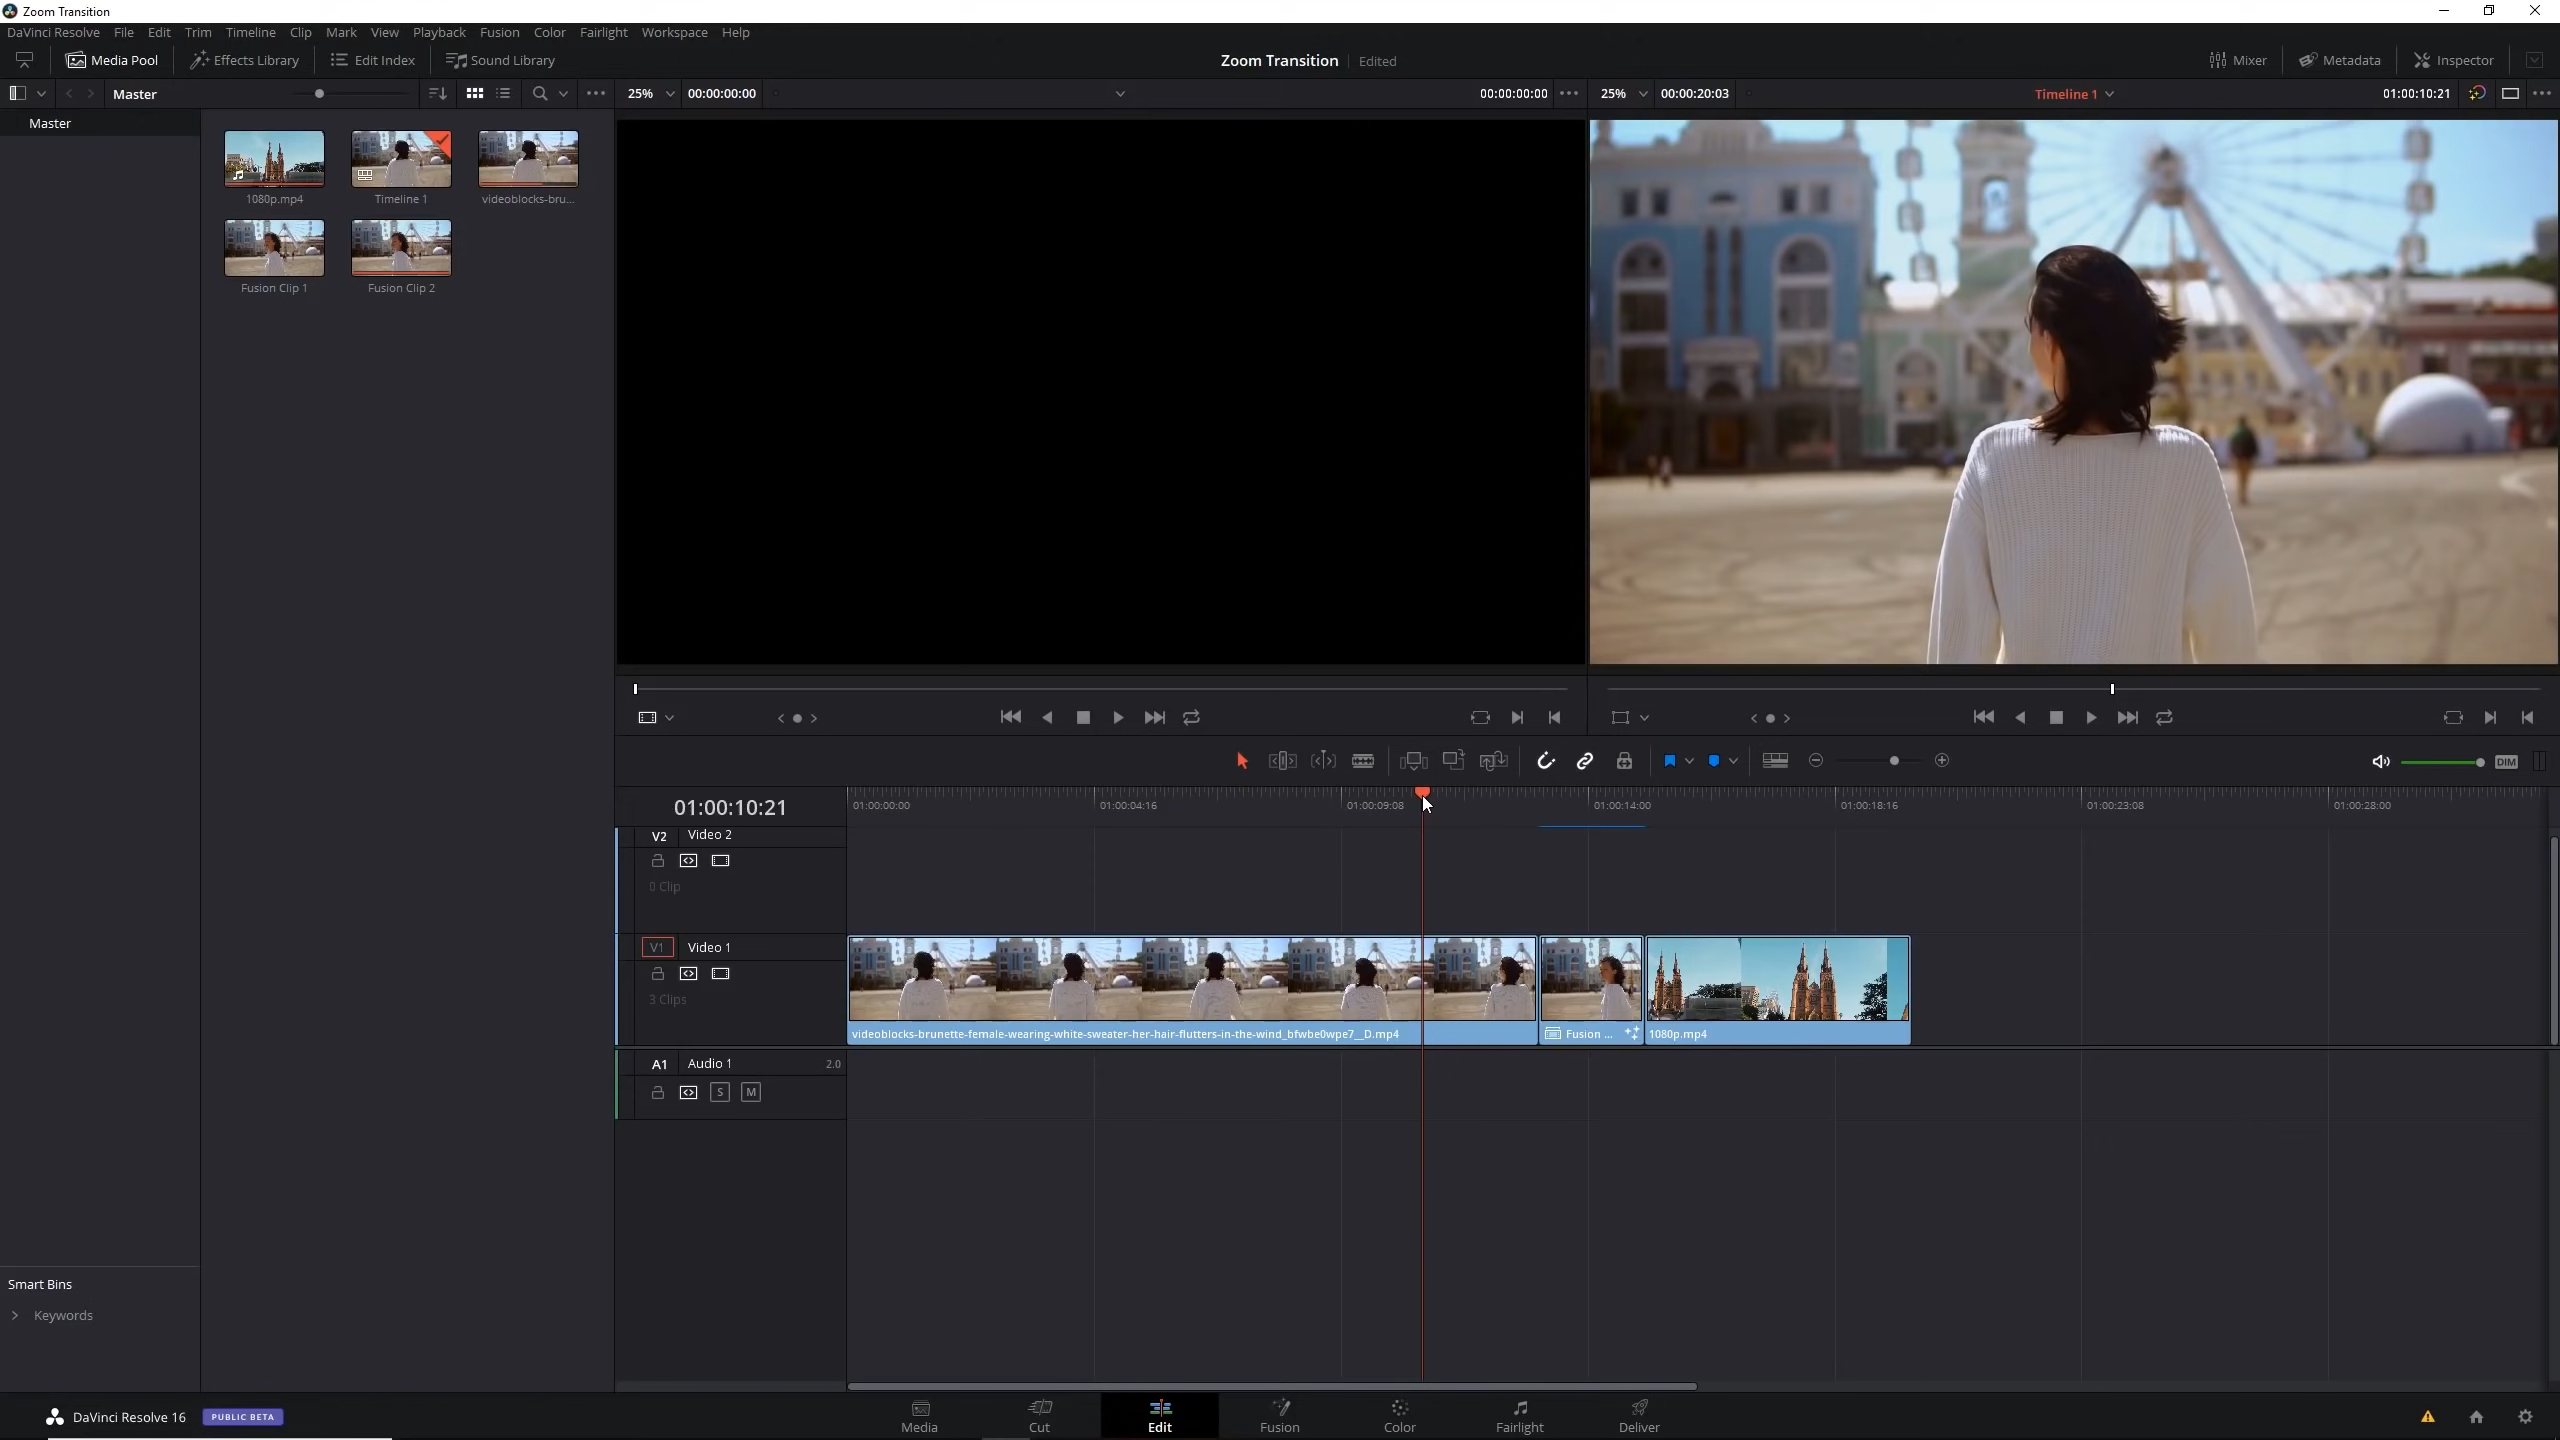 Zoom Transition
DaVinci Resolve File Edit Trim Timeline Clip Mark View Playback Fusion Color Fairlight Workspace Help
Media Pool Effects Library Edit Index Sound Library Zoom Transition Edited Mixer Metadata Inspector
Master 25% 00:00:00:00 00:00:00:00 25% 00:00:20:03 Timeline 1 01:00:10:21
Master
1080p.mp4 Timeline 1 videoblocks-bru...
Fusion Clip 1 Fusion Clip 2
DIM
01:00:10:21 01:00:00:00 01:00:04:16 01:00:09:08 01:00:14:00 01:00:18:16 01:00:23:08 01:00:28:00
V2 Video 2
0 Clip
V1 Video 1
3 Clips
videoblocks-brunette-female-wearing-white-sweater-her-hair-flutters-in-the-wind_bfwbe0wpe7__D.mp4 Fusion ... 1080p.mp4
A1 Audio 1 2.0
S M
Smart Bins
Keywords
DaVinci Resolve 16 PUBLIC BETA Media Cut Edit Fusion Color Fairlight Deliver